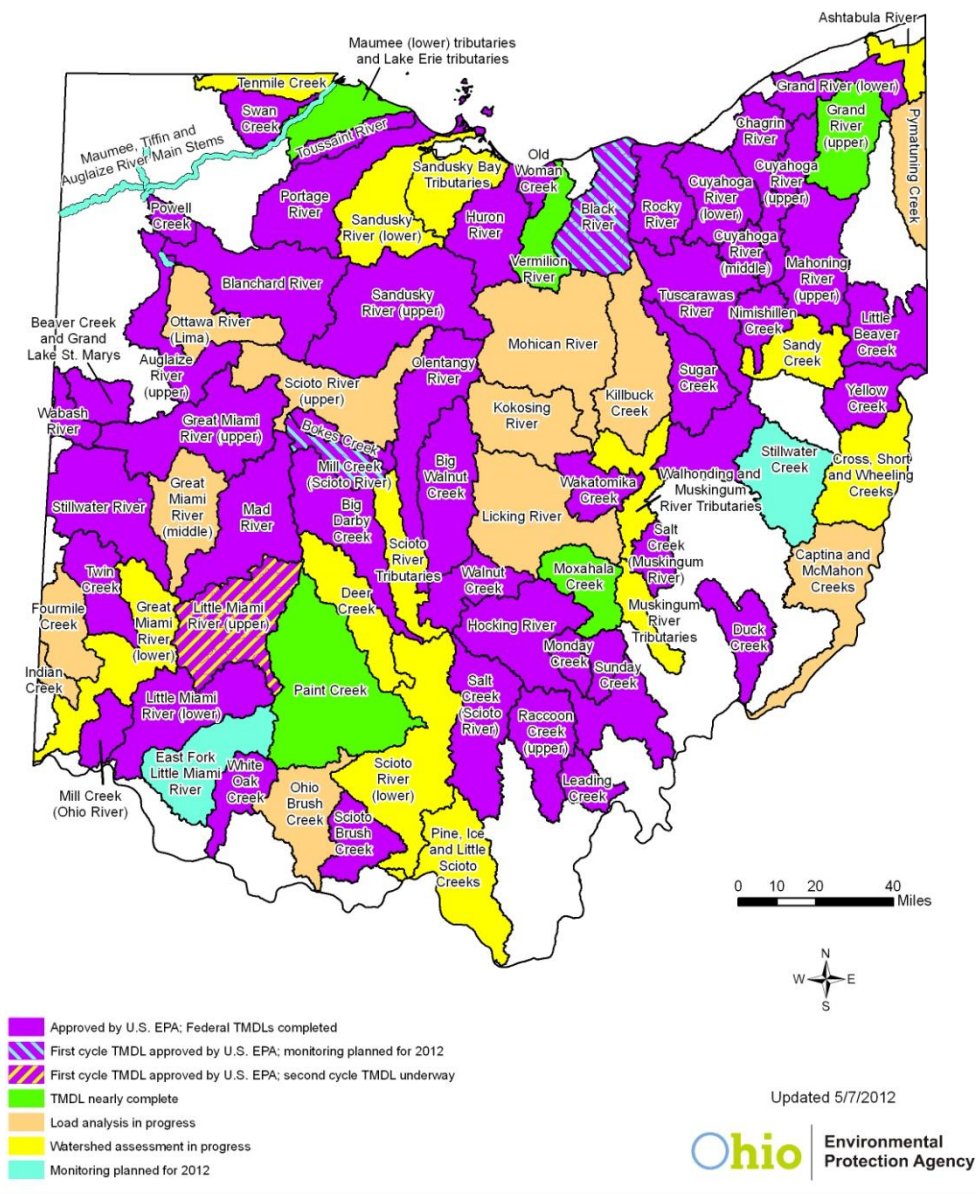 Ashtabula River
Maumee (lower) tributaries
and Lake Erie tributaries
Tenmile Creek
Grand River (lower)
Swan
Creek
Grand
River
(upper)
Chagrin
River
Pymatuning Creek
Toussaint River
Maumee, Tiffin and
Auglaize River Main Stems
Old
Woman
Creek
Sandusky Bay
Tributaries
Cuyahoga
River
(upper)
Cuyahoga
River
(lower)
Portage
River
Black
River
Rocky
River
Powell
Creek
Sandusky
River (lower)
Huron
River
Cuyahoga
River
(middle)
Vermilion
River
Mahoning
River
(upper)
Blanchard River
Sandusky
River (upper)
Tuscarawas
River
Nimishillen
Creek
Beaver Creek
and Grand
Lake St. Marys
Ottawa River
(Lima)
Little
Beaver
Creek
Mohican River
Sandy
Creek
Auglaize
River
(upper)
Olentangy
River
Sugar
Creek
Scioto River
(upper)
Killbuck
Creek
Yellow
Creek
Wabash
River
Kokosing
River
Great Miami
River (upper)
Bokes Creek
Stillwater
Creek
Cross, Short
and Wheeling
Creeks
Mill Creek
(Scioto River)
Big
Walnut
Creek
Wakatomika
Creek
Walhonding and
Muskingum
River Tributaries
Great
Miami
River
(middle)
Stillwater River
Mad
River
Big
Darby
Creek
Licking River
Scioto
River
Tributaries
Salt
Creek
(Muskingum
River)
Captina and
McMahon
Creeks
Twin
Creek
Walnut
Creek
Moxahala
Creek
Deer
Creek
Fourmile
Creek
Great
Miami
River
(lower)
Little Miami
River (upper)
Hocking River
Muskingum
River
Tributaries
Duck
Creek
Monday
Creek
Sunday
Creek
Indian
Creek
Paint Creek
Little Miami
River (lower)
Salt
Creek
(Scioto
River)
Raccoon
Creek
(upper)
East Fork
Little Miami
River
White
Oak
Creek
Scioto
River
(lower)
Leading
Creek
Mill Creek
(Ohio River)
Ohio
Brush
Creek
Scioto
Brush
Creek
Pine, Ice
and Little
Scioto
Creeks
0 10 20 40
Miles
N
W E
S
Approved by U.S. EPA; Federal TMDLs completed
First cycle TMDL approved by U.S. EPA; monitoring planned for 2012
First cycle TMDL approved by U.S. EPA; second cycle TMDL underway
TMDL nearly complete
Load analysis in progress
Watershed assessment in progress
Monitoring planned for 2012
Updated 5/7/2012
Ohio
Environmental
Protection Agency